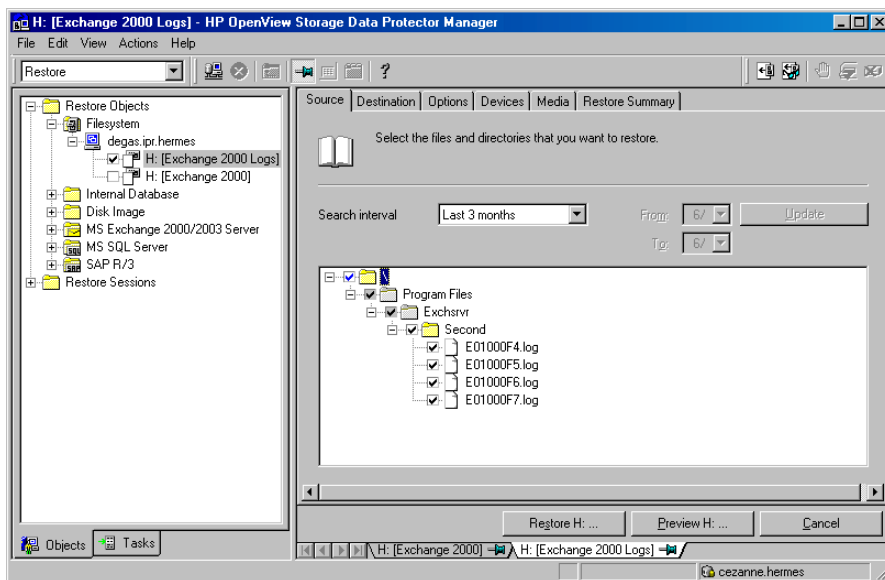 H: [Exchange 2000 Logs] - HP OpenView Storage Data Protector Manager
File Edit View Actions Help
Restore
?
Restore Objects
Filesystem
degas.ipr.hermes
H: [Exchange 2000 Logs]
H: [Exchange 2000]
Internal Database
Disk Image
MS Exchange 2000/2003 Server
MS SQL Server
SAP R/3
Restore Sessions
Objects Tasks
Source Destination Options Devices Media Restore Summary
Select the files and directories that you want to restore.
Search interval Last 3 months From: 6/ Update
To: 6/
\
Program Files
Exchsrvr
Second
E01000F4.log
E01000F5.log
E01000F6.log
E01000F7.log
Restore H: ... Preview H: ... Cancel
H: [Exchange 2000] H: [Exchange 2000 Logs]
cezanne.hermes